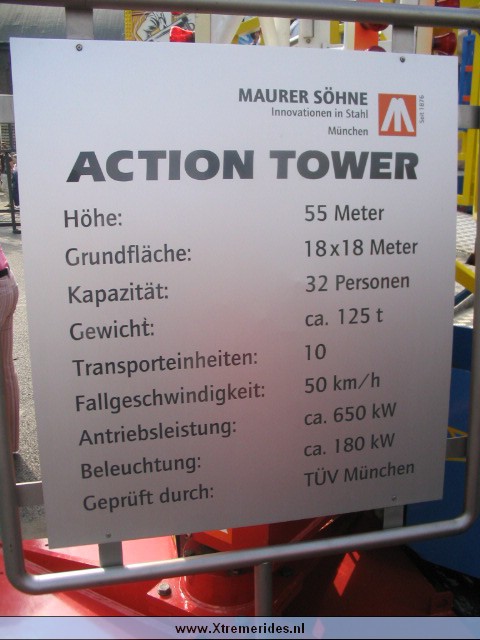 MAURER SÖHNE
Innovationen in Stahl
München
Seit 1876
ACTION TOWER
Höhe: 55 Meter
Grundfläche: 18x18 Meter
Kapazität: 32 Personen
Gewicht: ca. 125 t
Transporteinheiten: 10
Fallgeschwindigkeit: 50 km/h
Antriebsleistung: ca. 650 kW
Beleuchtung: ca. 180 kW
Geprüft durch: TÜV München
www.Xtremerides.nl